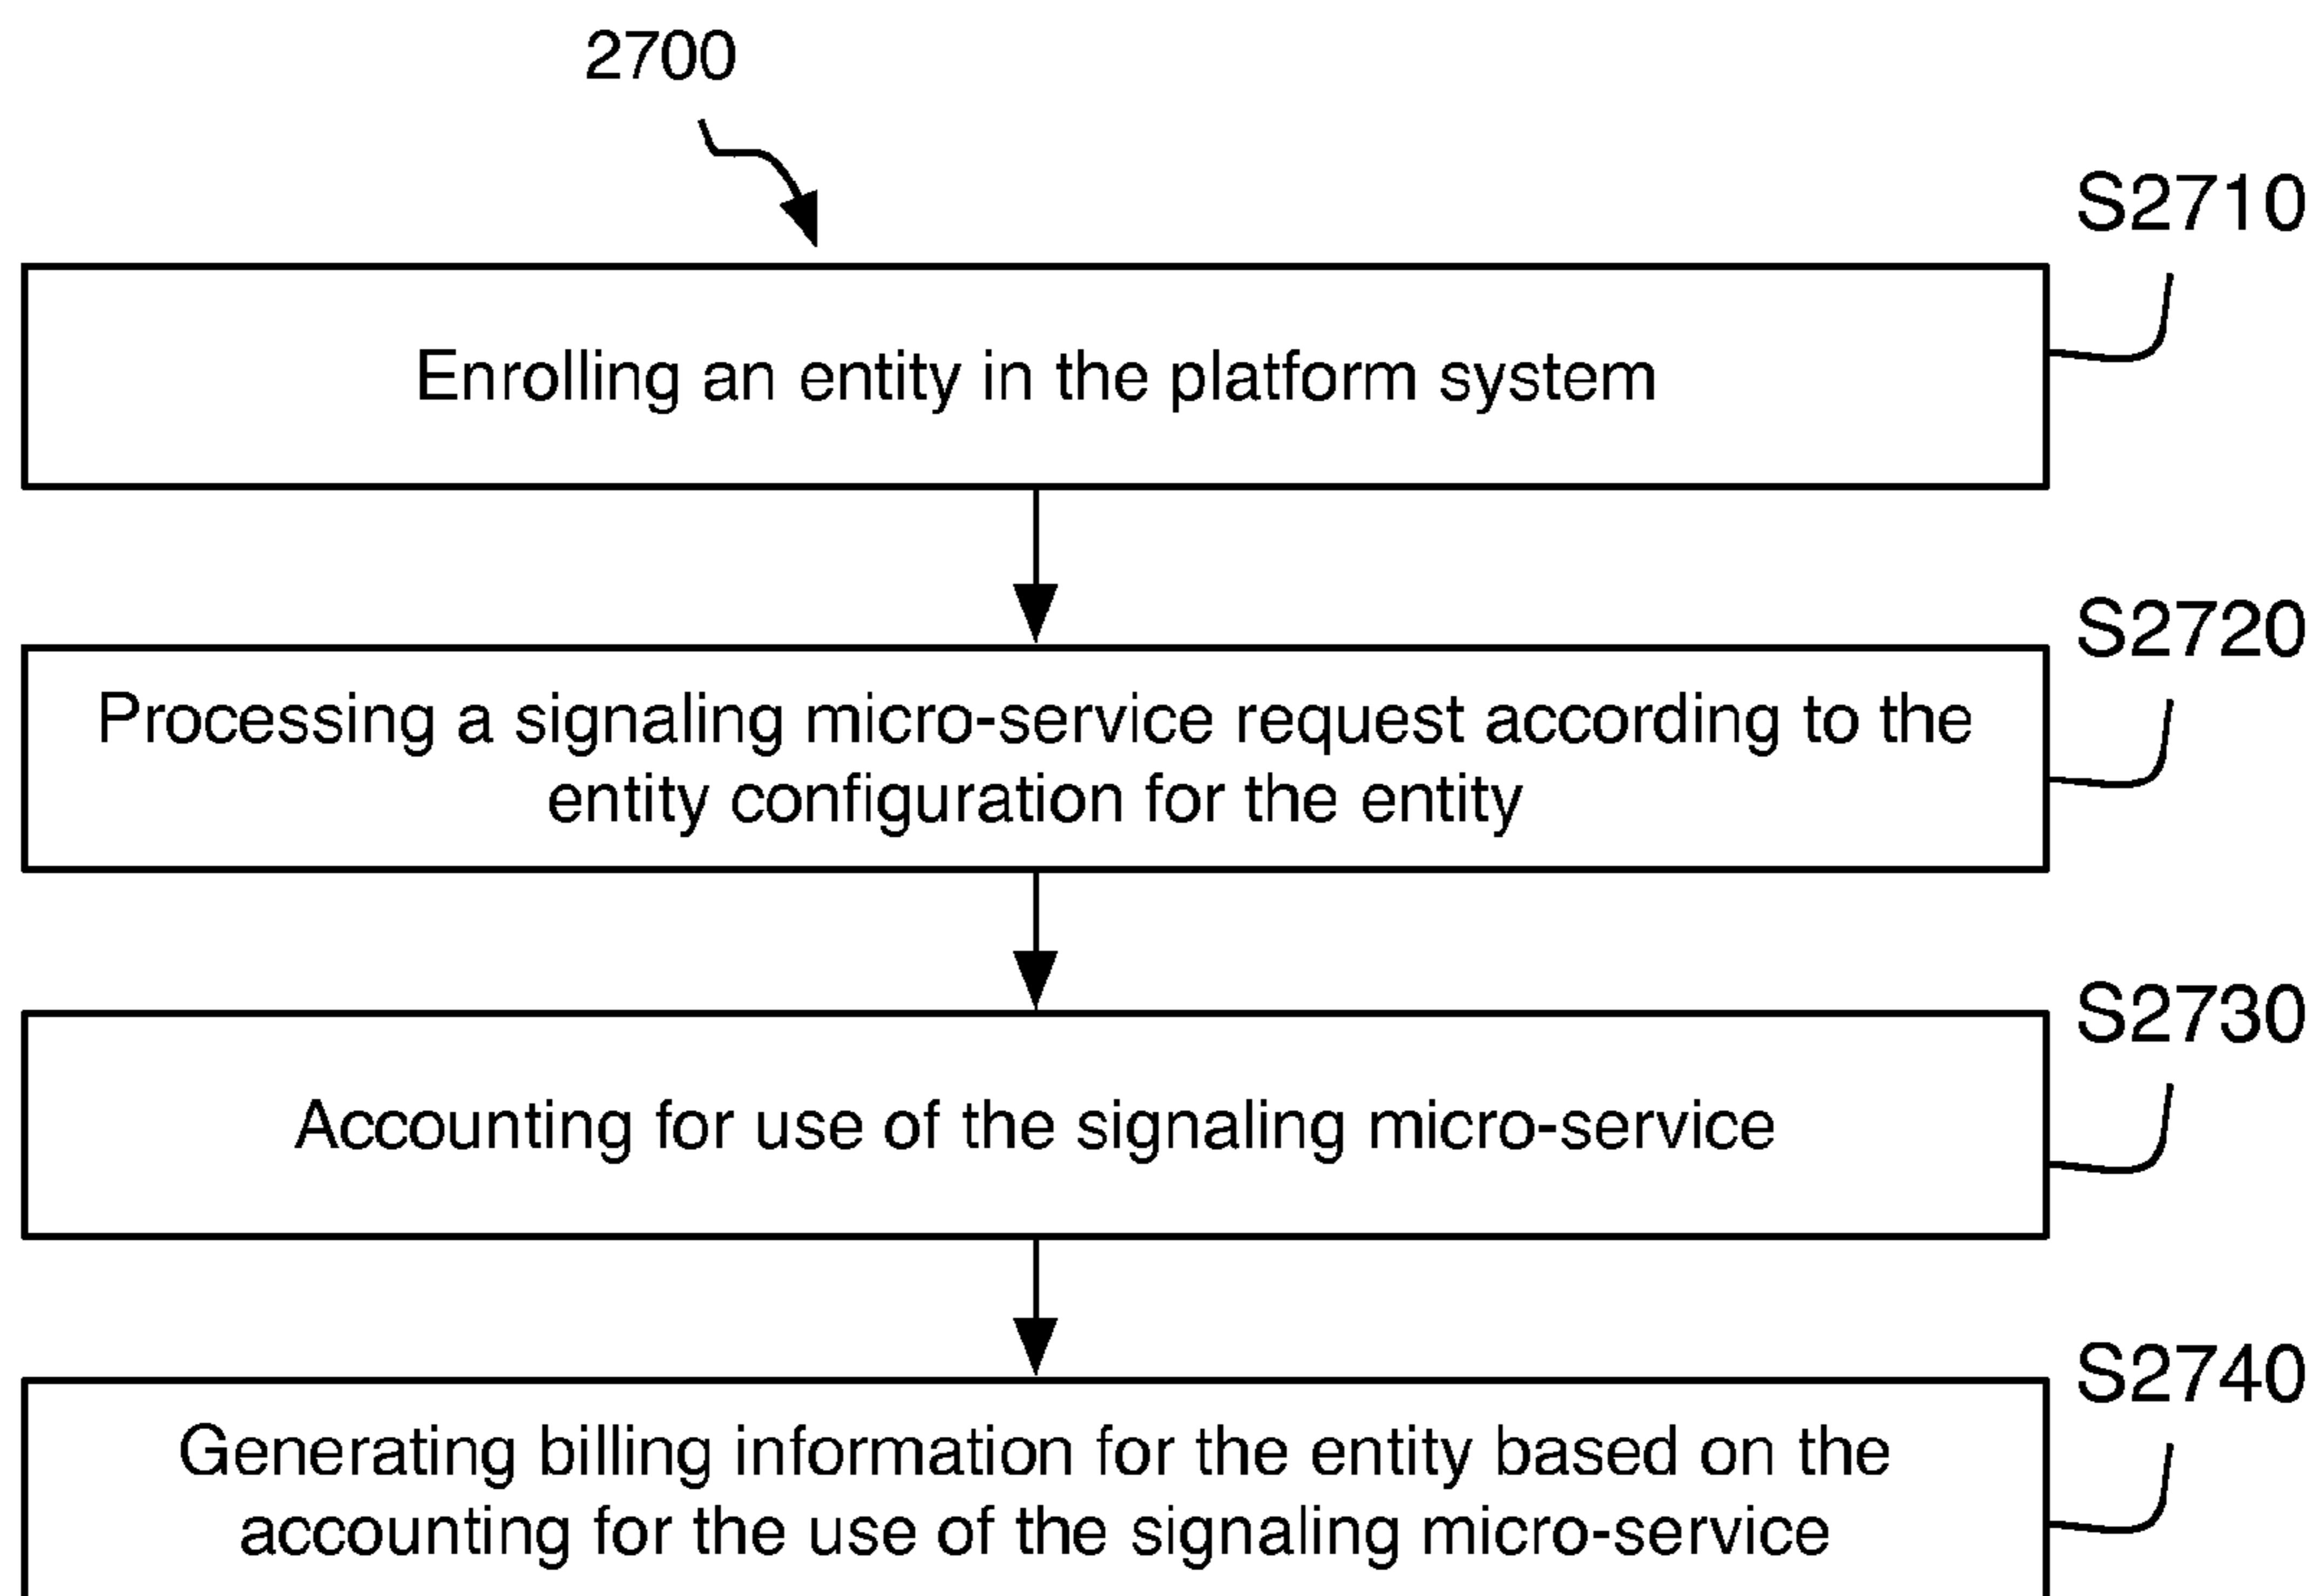 2700
S2710
Enrolling an entity in the platform system
S2720
Processing a signaling micro-service request according to the
entity configuration for the entity
S2730
Accounting for use of the signaling micro-service
S2740
Generating billing information for the entity based on the
accounting for the use of the signaling micro-service